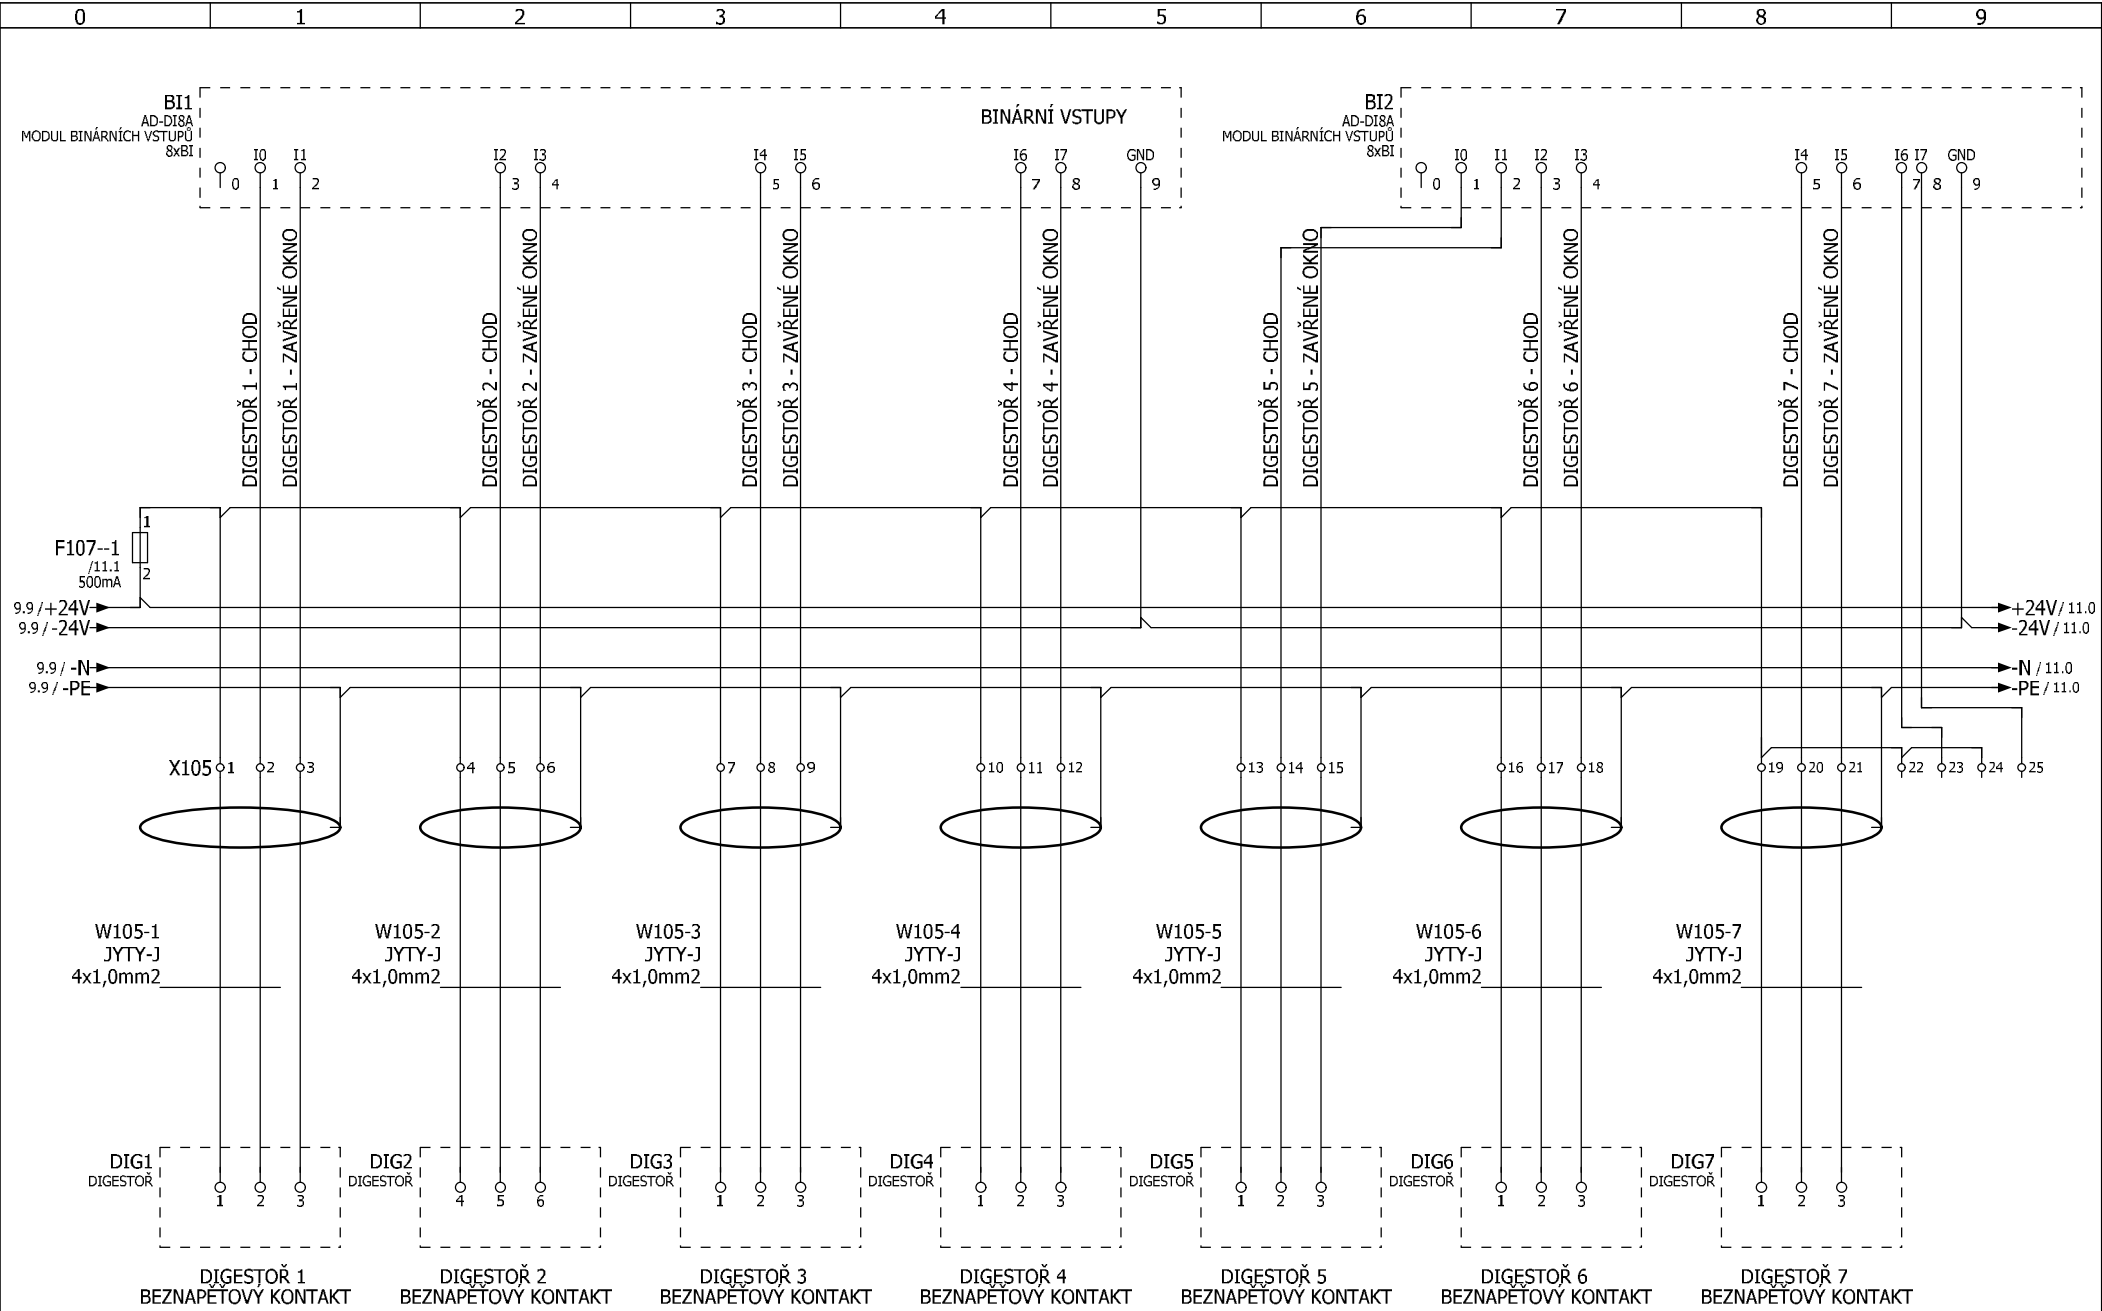 0 1 2 3 4 5 6 7 8 9
BI1
AD-DI8A
MODUL BINÁRNÍCH VSTUPŮ
8xBI
BINÁRNÍ VSTUPY
I0 I1 I2 I3 I4 I5 I6 I7 GND
0 1 2 3 4 5 6 7 8 9
BI2
AD-DI8A
MODUL BINÁRNÍCH VSTUPŮ
8xBI
I0 I1 I2 I3 I4 I5 I6 I7 GND
0 1 2 3 4 5 6 7 8 9
DIGESTOŘ 1 - CHOD
DIGESTOŘ 1 - ZAVŘENÉ OKNO
DIGESTOŘ 2 - CHOD
DIGESTOŘ 2 - ZAVŘENÉ OKNO
DIGESTOŘ 3 - CHOD
DIGESTOŘ 3 - ZAVŘENÉ OKNO
DIGESTOŘ 4 - CHOD
DIGESTOŘ 4 - ZAVŘENÉ OKNO
DIGESTOŘ 5 - CHOD
DIGESTOŘ 5 - ZAVŘENÉ OKNO
DIGESTOŘ 6 - CHOD
DIGESTOŘ 6 - ZAVŘENÉ OKNO
DIGESTOŘ 7 - CHOD
DIGESTOŘ 7 - ZAVŘENÉ OKNO
1
F107--1
/11.1
500mA
2
9.9 / +24V
+24V / 11.0
9.9 / -24V
-24V / 11.0
9.9 / -N
-N / 11.0
9.9 / -PE
-PE / 11.0
X105 1 2 3 4 5 6 7 8 9 10 11 12 13 14 15 16 17 18 19 20 21 22 23 24 25
W105-1
JYTY-J
4x1,0mm2
W105-2
JYTY-J
4x1,0mm2
W105-3
JYTY-J
4x1,0mm2
W105-4
JYTY-J
4x1,0mm2
W105-5
JYTY-J
4x1,0mm2
W105-6
JYTY-J
4x1,0mm2
W105-7
JYTY-J
4x1,0mm2
DIG1
DIGESTOŘ
1 2 3
DIG2
DIGESTOŘ
4 5 6
DIG3
DIGESTOŘ
1 2 3
DIG4
DIGESTOŘ
1 2 3
DIG5
DIGESTOŘ
1 2 3
DIG6
DIGESTOŘ
1 2 3
DIG7
DIGESTOŘ
1 2 3
DIGESTOŘ 1
BEZNAPĚŤOVÝ KONTAKT
DIGESTOŘ 2
BEZNAPĚŤOVÝ KONTAKT
DIGESTOŘ 3
BEZNAPĚŤOVÝ KONTAKT
DIGESTOŘ 4
BEZNAPĚŤOVÝ KONTAKT
DIGESTOŘ 5
BEZNAPĚŤOVÝ KONTAKT
DIGESTOŘ 6
BEZNAPĚŤOVÝ KONTAKT
DIGESTOŘ 7
BEZNAPĚŤOVÝ KONTAKT